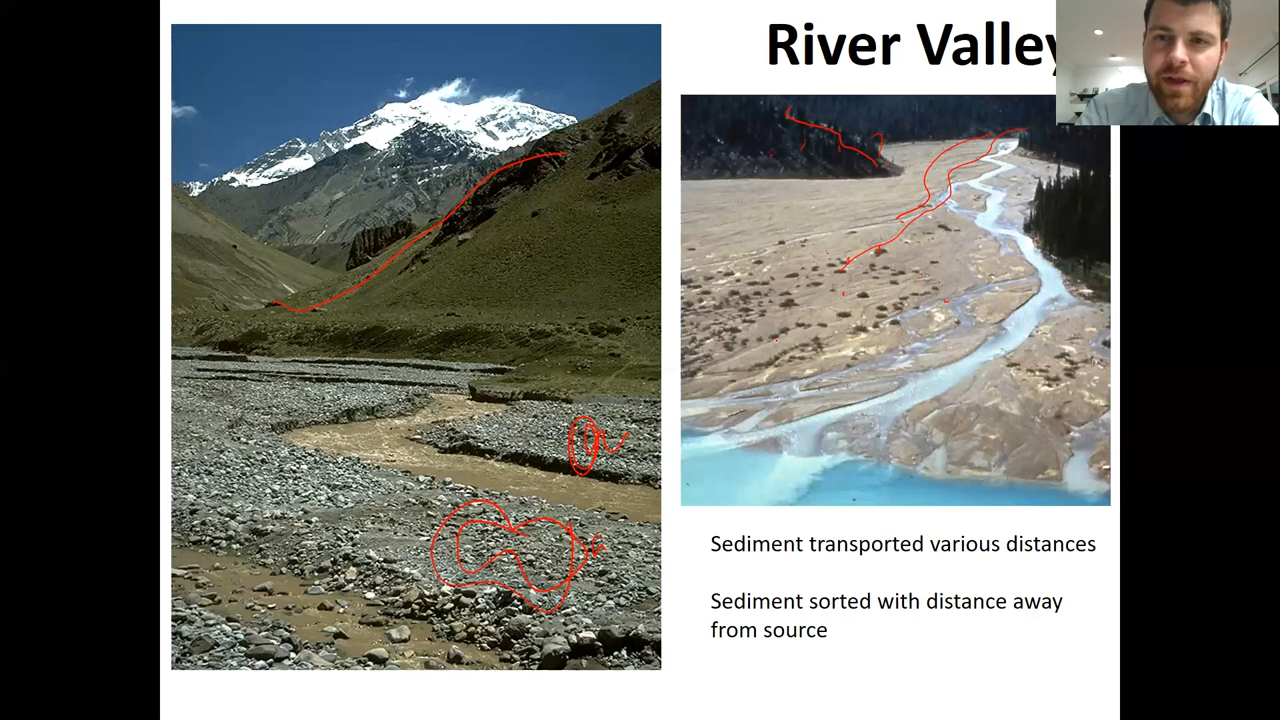 River Valley
Sediment transported various distances
Sediment sorted with distance away
from source